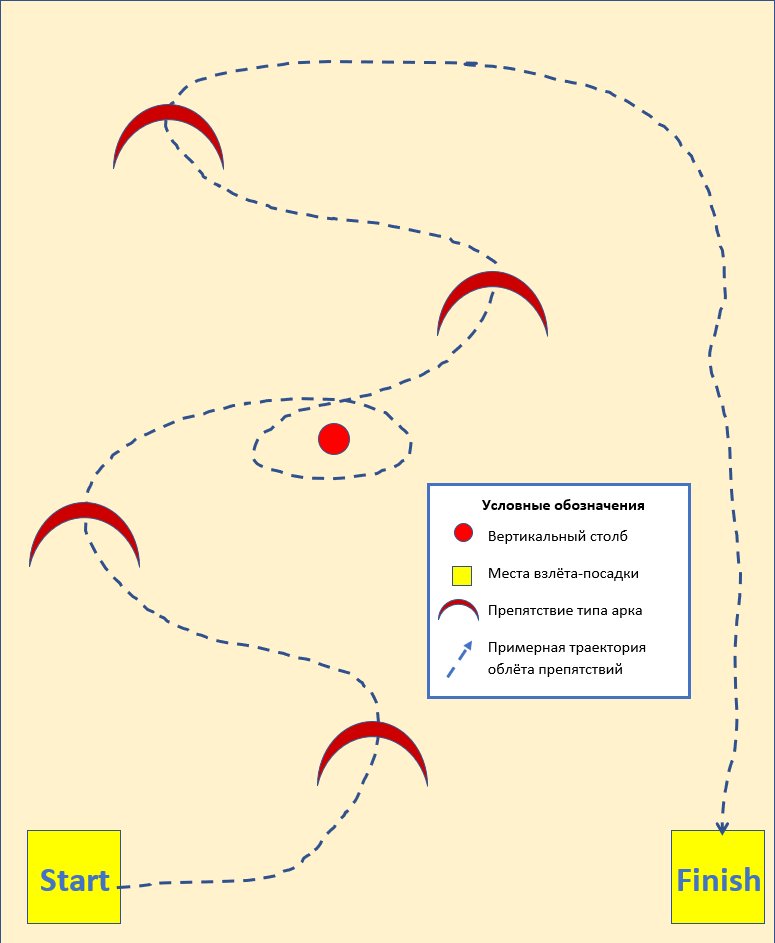 Условные обозначения
Вертикальный столб
Места взлёта-посадки
Препятствие типа арка
Примерная траектория
облёта препятствий
Start
Finish